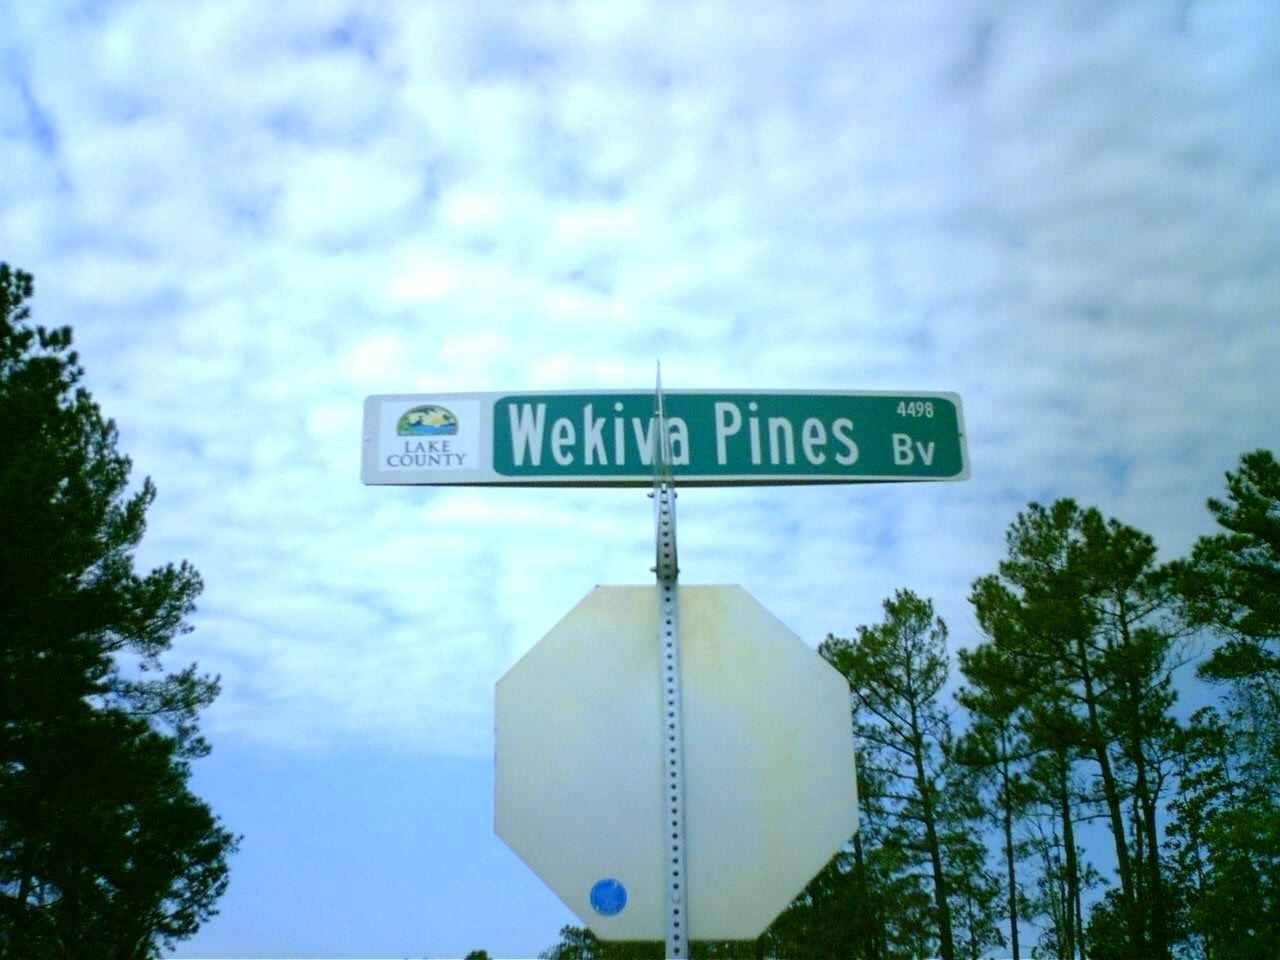 LAKE
COUNTY
Wekiva Pines
4498
Bv